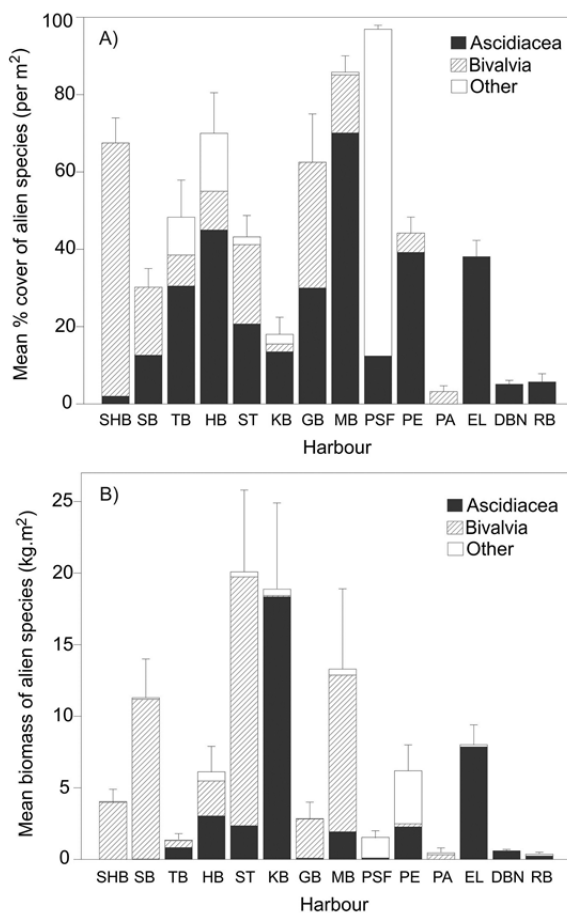 A)
Ascidiacea
Bivalvia
Other
Mean % cover of alien species (per m²)
100
80
60
40
20
0
SHB SB TB HB ST KB GB MB PSF PE PA EL DBN RB
Harbour
B)
Ascidiacea
Bivalvia
Other
Mean biomass of alien species (kg.m²)
25
20
15
10
5
0
SHB SB TB HB ST KB GB MB PSF PE PA EL DBN RB
Harbour